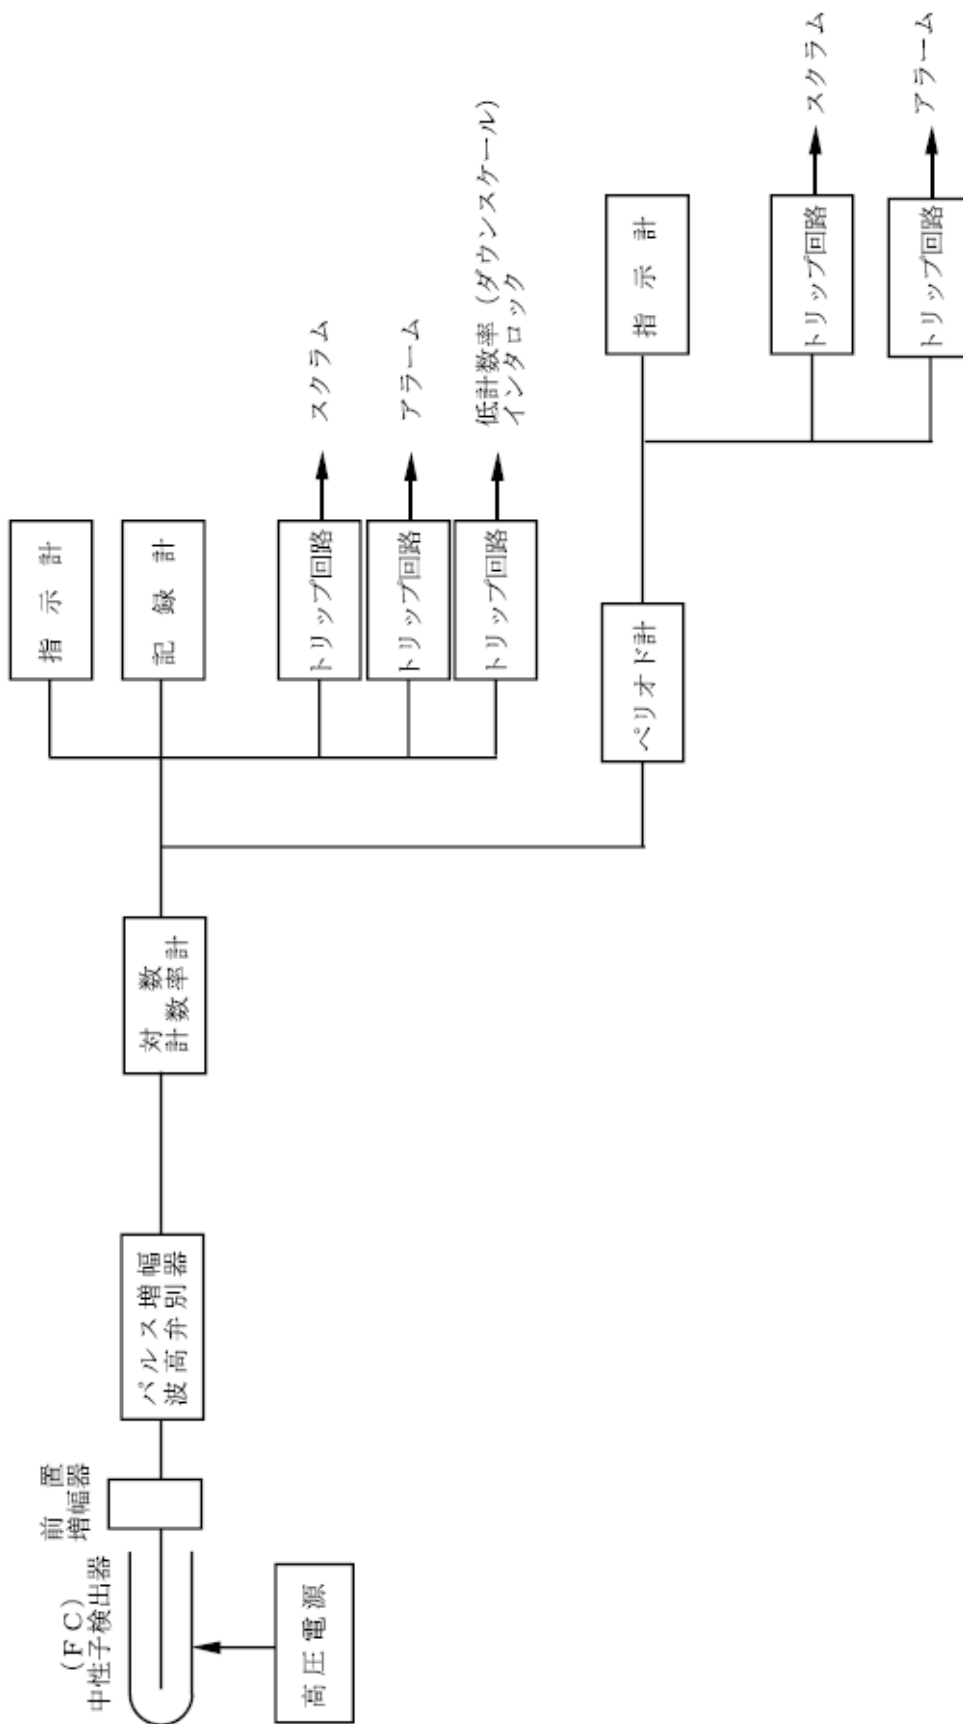 (ＦＣ)
中性子検出器
前置
増幅器
高圧電源
パルス増幅器
波高弁別器
対数
計数率計
指示計
記録計
トリップ回路
スクラム
トリップ回路
アラーム
トリップ回路
低計数率（ダウンスケール）
インタロック
ペリオド計
指示計
トリップ回路
スクラム
トリップ回路
アラーム